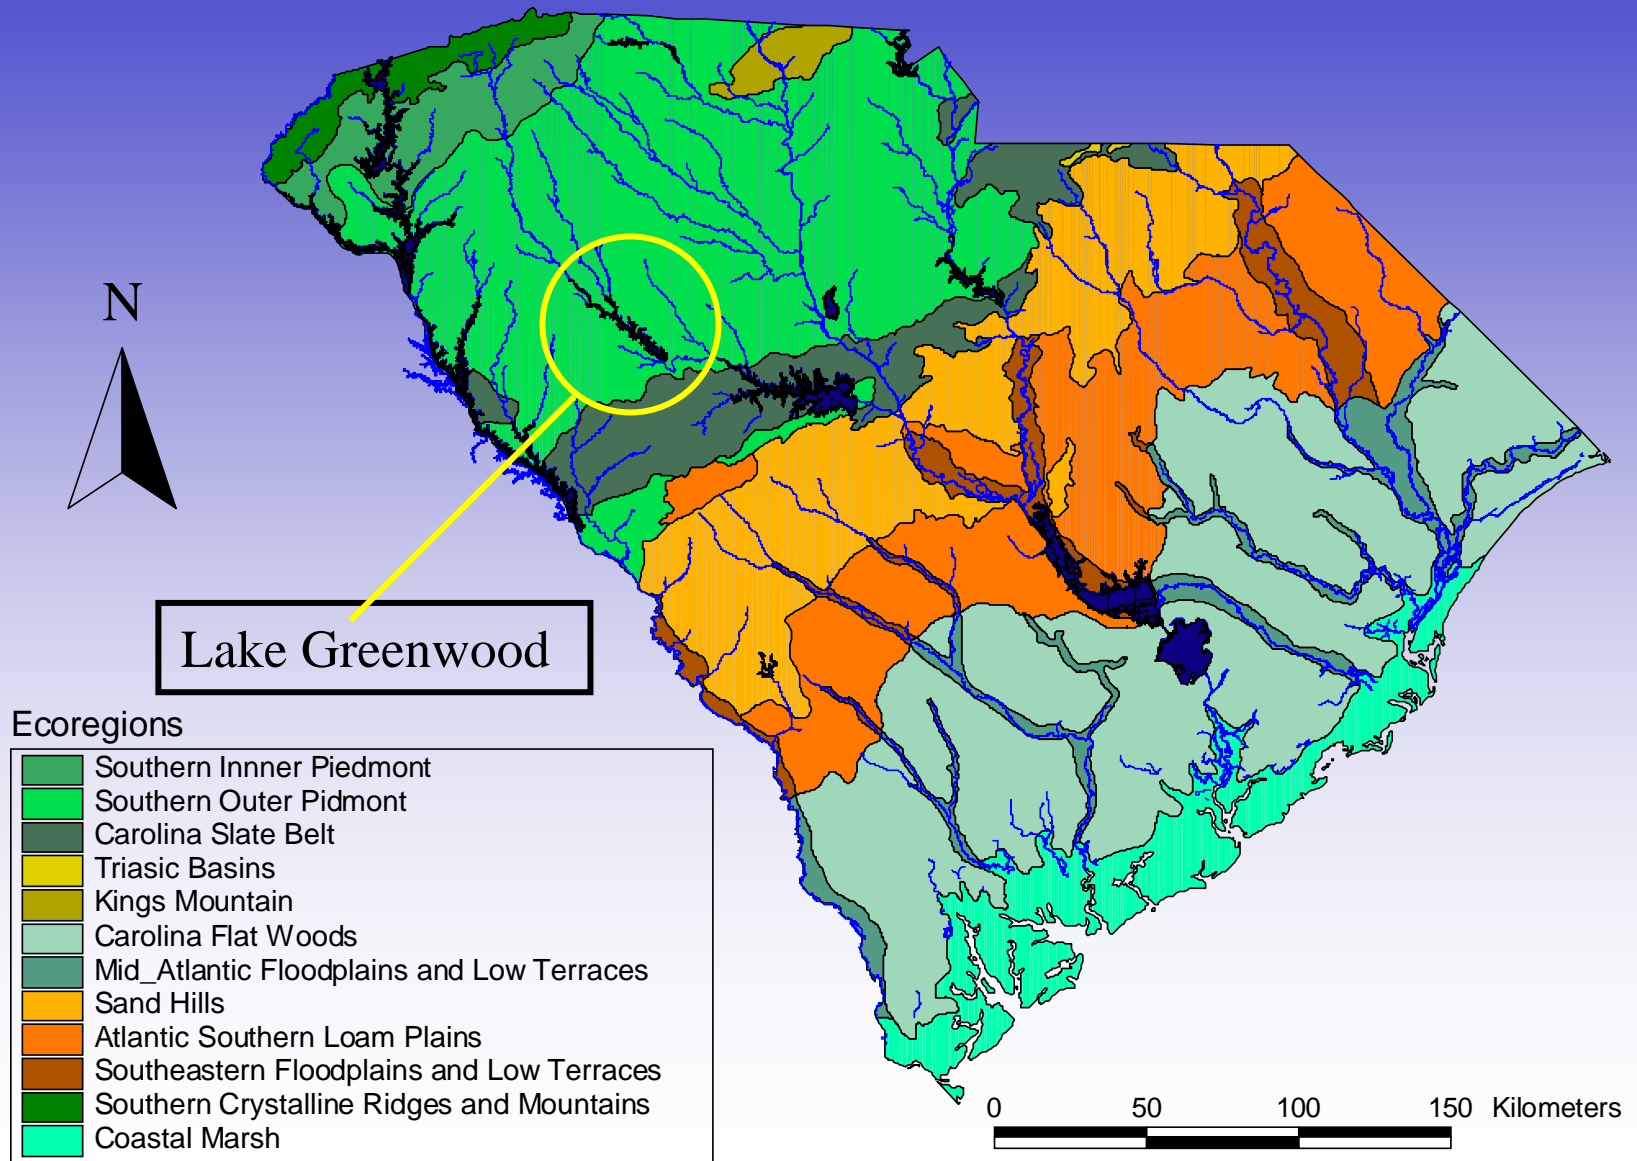 N
Lake Greenwood
Ecoregions
Southern Innner Piedmont
Southern Outer Pidmont
Carolina Slate Belt
Triasic Basins
Kings Mountain
Carolina Flat Woods
Mid_Atlantic Floodplains and Low Terraces
Sand Hills
Atlantic Southern Loam Plains
Southeastern Floodplains and Low Terraces
Southern Crystalline Ridges and Mountains
Coastal Marsh
0 50 100 150 Kilometers